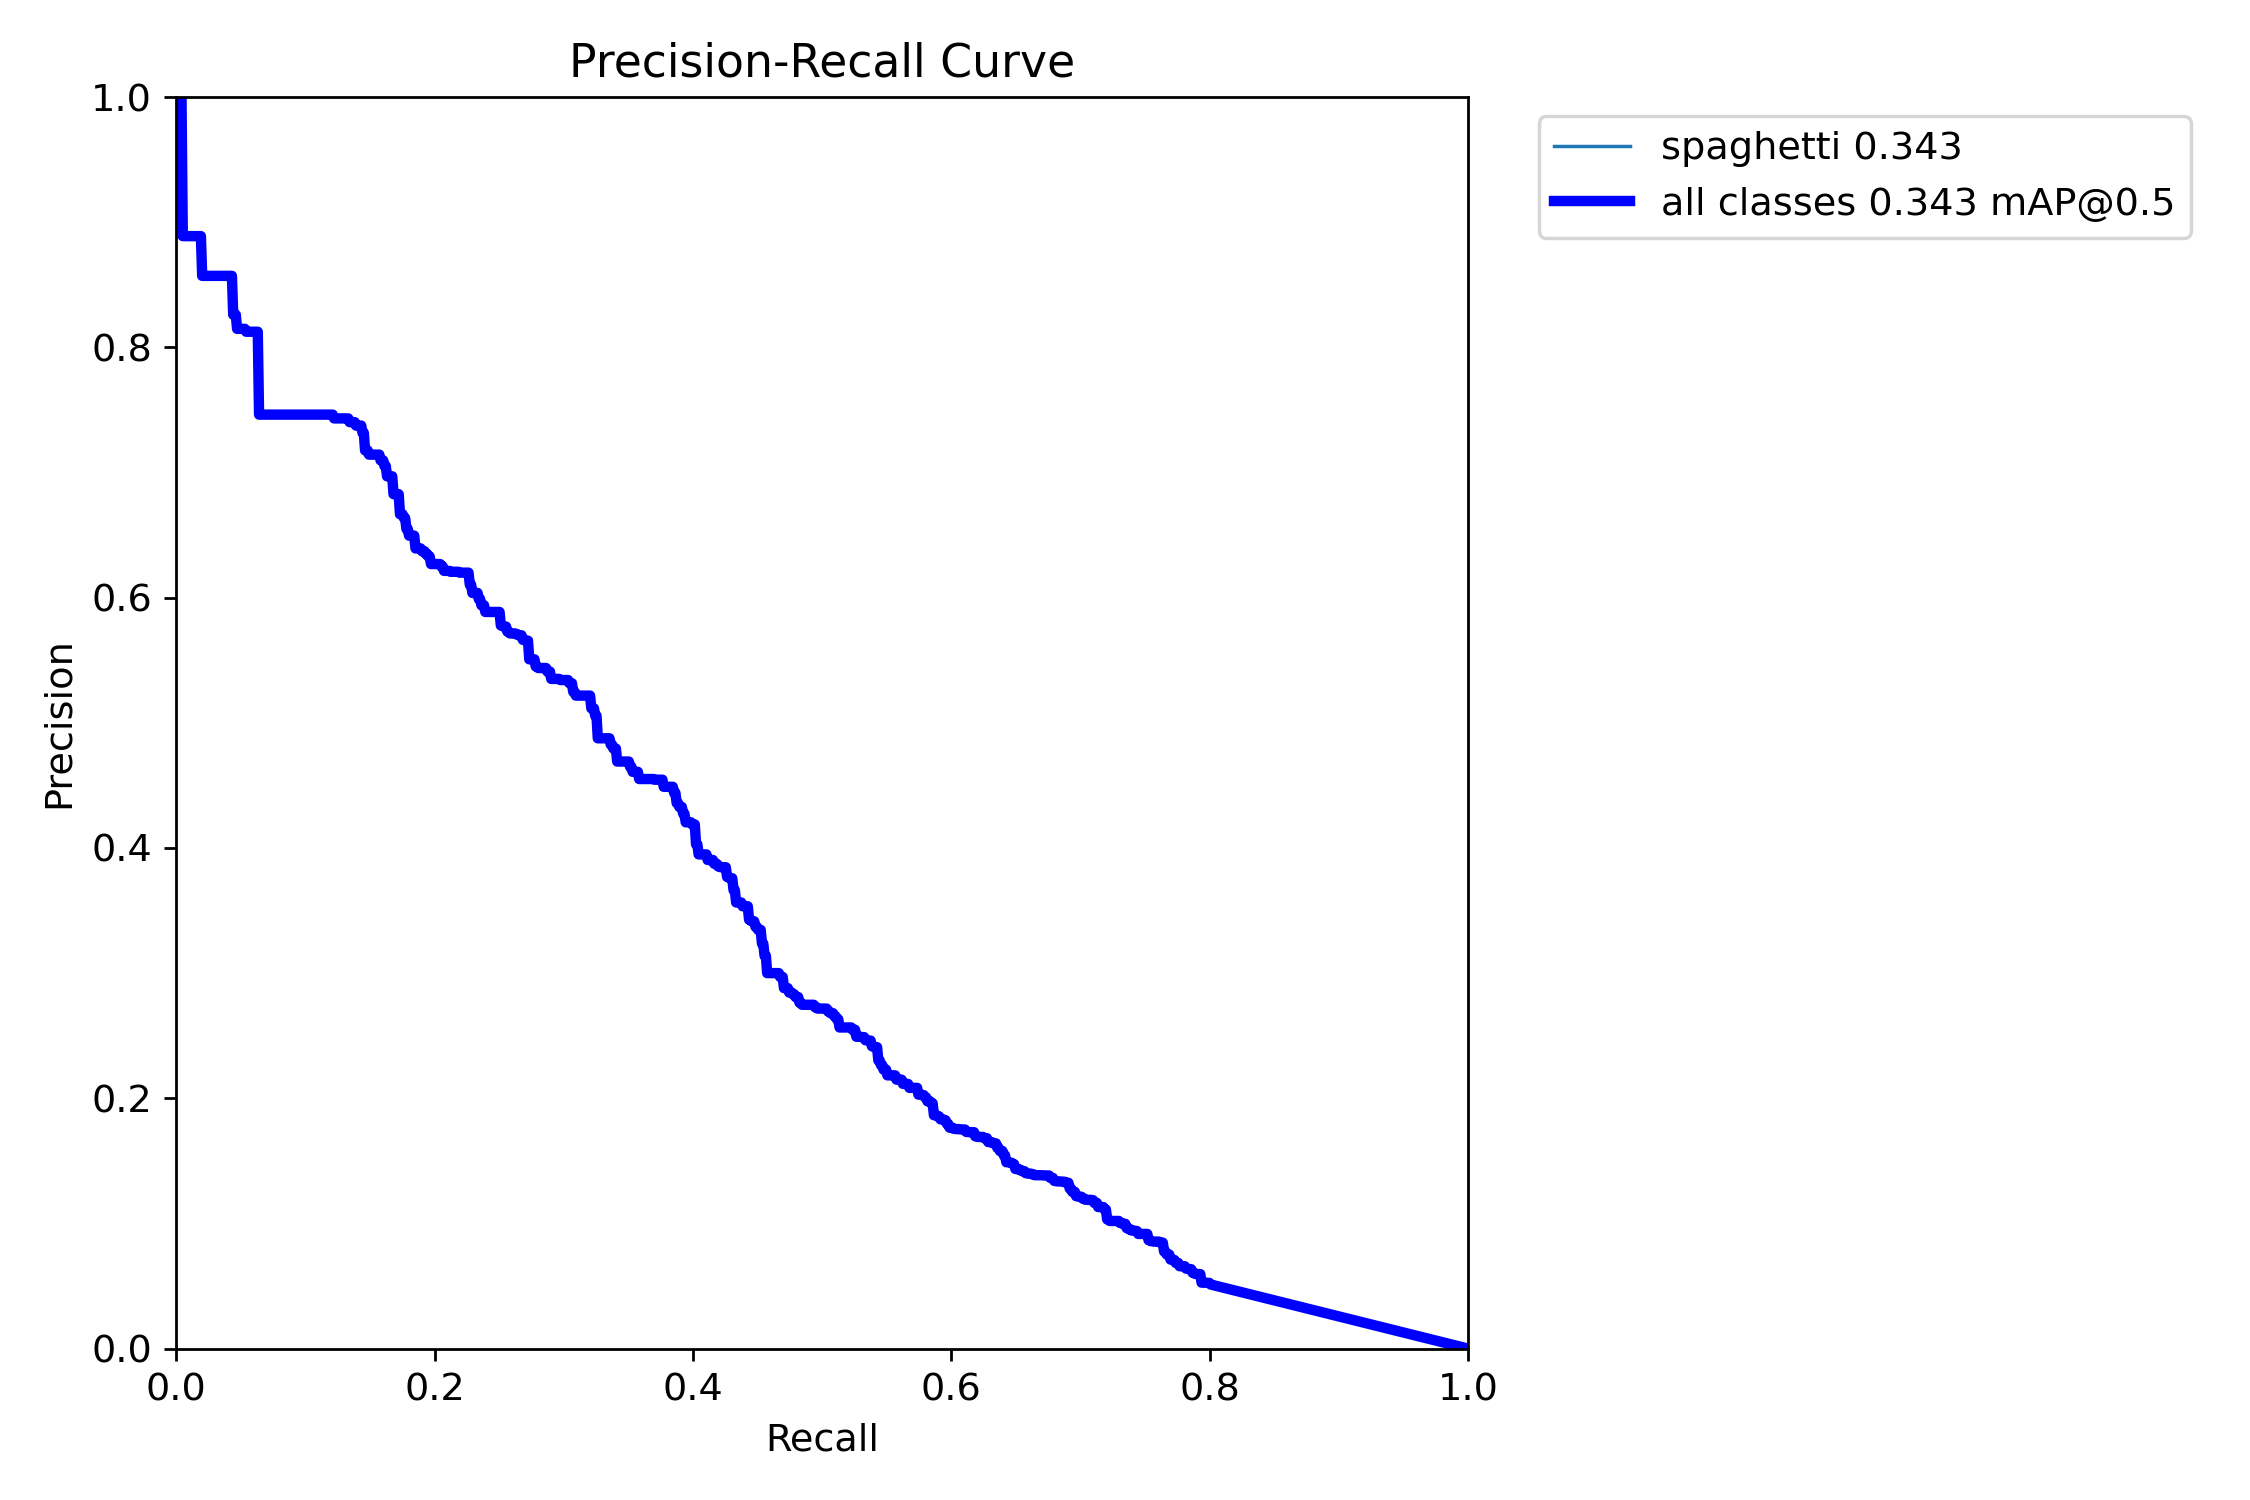 Precision-Recall Curve
spaghetti 0.343
all classes 0.343 mAP@0.5
Precision
1.0
0.8
0.6
0.4
0.2
0.0
0.0 0.2 0.4 0.6 0.8 1.0
Recall